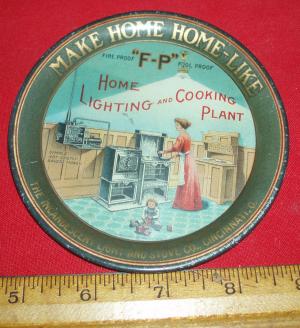 MAKE HOME HOME-LIKE
FIRE PROOF "F-P" FOOL PROOF
HOME
LIGHTING AND COOKING
PLANT
THE INCANDESCENT LIGHT AND STOVE CO., CINCINNATI-O.
5 6 7 8 9